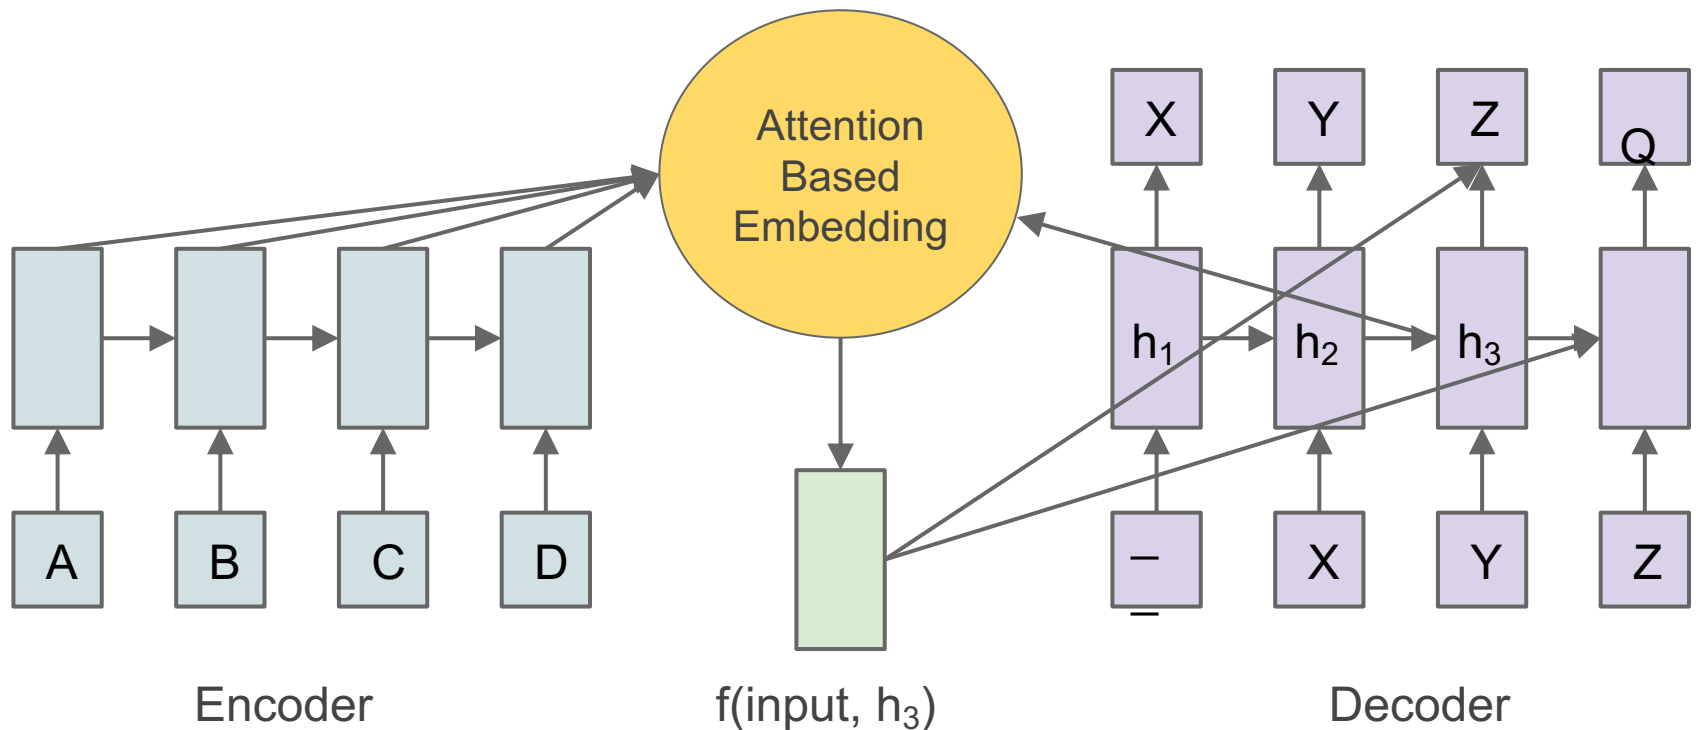 Attention
Based
Embedding
X Y Z Q
h₁ h₂ h₃
A B C D
_ _ X Y Z
Encoder
f(input, h₃)
Decoder